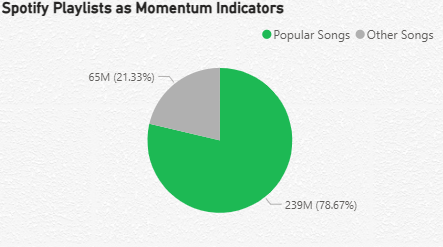 Spotify Playlists as Momentum Indicators
Popular Songs Other Songs
65M (21.33%)
239M (78.67%)